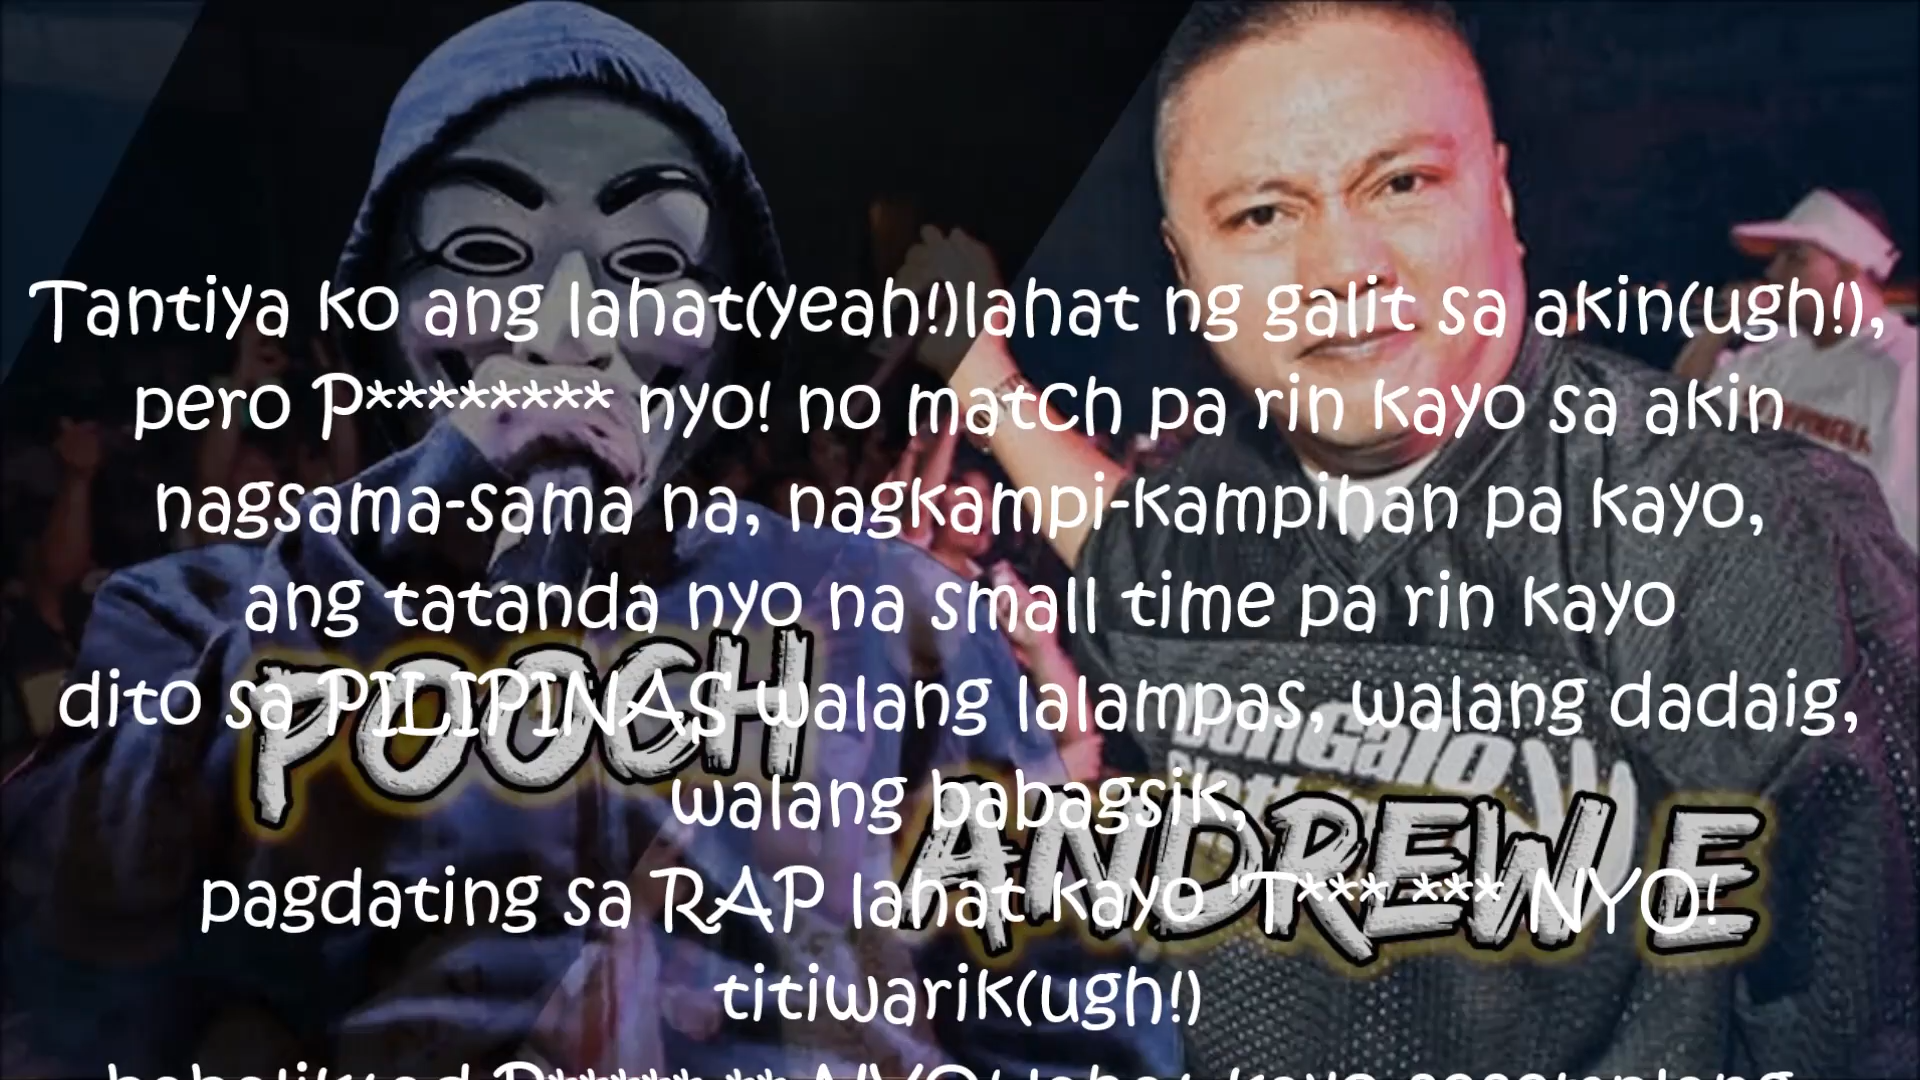 Tantiya ko ang lahat(yeah!)lahat ng galit sa akin(ugh!),
pero P******** nyo! no match pa rin kayo sa akin
nagsama-sama na, nagkampi-kampihan pa kayo,
ang tatanda nyo na small time pa rin kayo
dito sa PILIPINAS walang lalampas, walang dadaig,
walang babagsik,
pagdating sa RAP lahat kayo 'T*** *** NYO!
titiwarik(ugh!)
POOCH
ANDREW E
Dongalo